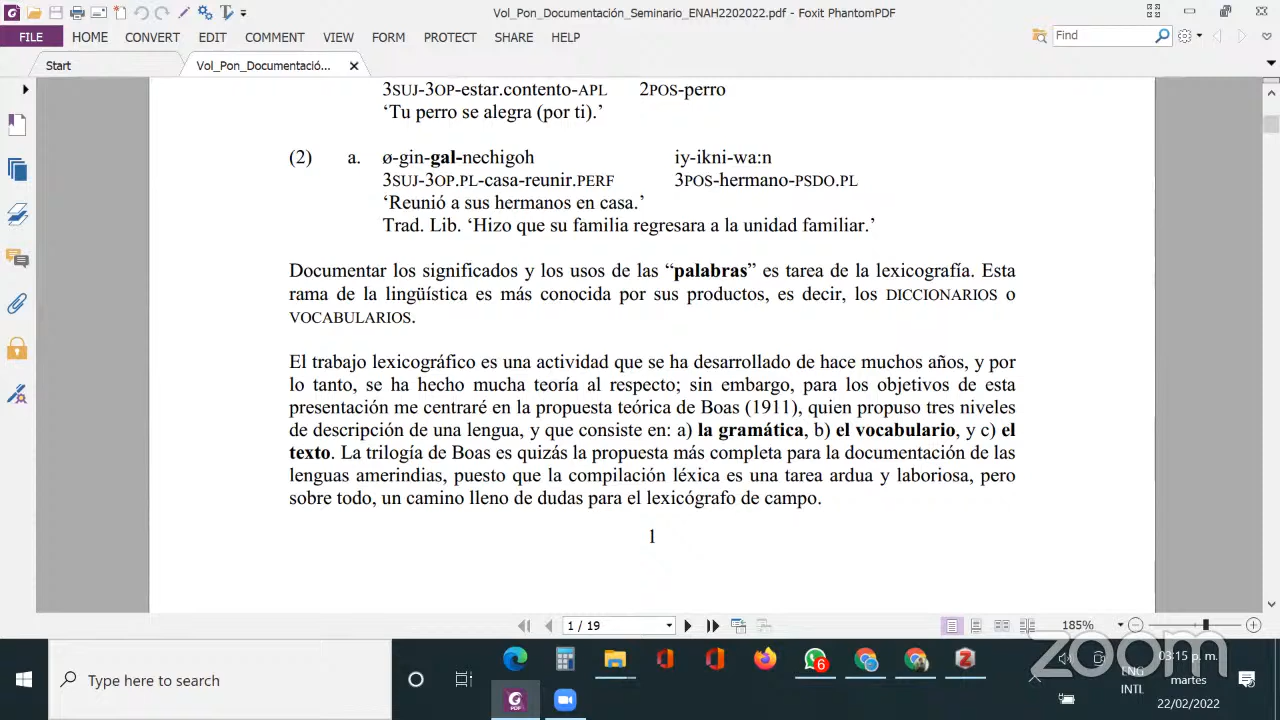 Vol_Pon_Documentación_Seminario_ENAH2202022.pdf - Foxit PhantomPDF
FILE HOME CONVERT EDIT COMMENT VIEW FORM PROTECT SHARE HELP Find
Start Vol_Pon_Documentació...
3SUJ-3OP-estar.contento-APL 2POS-perro
‘Tu perro se alegra (por ti).’
(2) a. ø-gin-gal-nechigoh iy-ikni-wa:n
3SUJ-3OP.PL-casa-reunir.PERF 3POS-hermano-PSDO.PL
‘Reunió a sus hermanos en casa.’
Trad. Lib. ‘Hizo que su familia regresara a la unidad familiar.’
Documentar los significados y los usos de las “palabras” es tarea de la lexicografía. Esta
rama de la lingüística es más conocida por sus productos, es decir, los DICCIONARIOS o
VOCABULARIOS.
El trabajo lexicográfico es una actividad que se ha desarrollado de hace muchos años, y por
lo tanto, se ha hecho mucha teoría al respecto; sin embargo, para los objetivos de esta
presentación me centraré en la propuesta teórica de Boas (1911), quien propuso tres niveles
de descripción de una lengua, y que consiste en: a) la gramática, b) el vocabulario, y c) el
texto. La trilogía de Boas es quizás la propuesta más completa para la documentación de las
lenguas amerindias, puesto que la compilación léxica es una tarea ardua y laboriosa, pero
sobre todo, un camino lleno de dudas para el lexicógrafo de campo.
1
1 / 19 185%
zoom
Type here to search 6 ENG INTL 03:15 p. m.
martes
22/02/2022
PDF